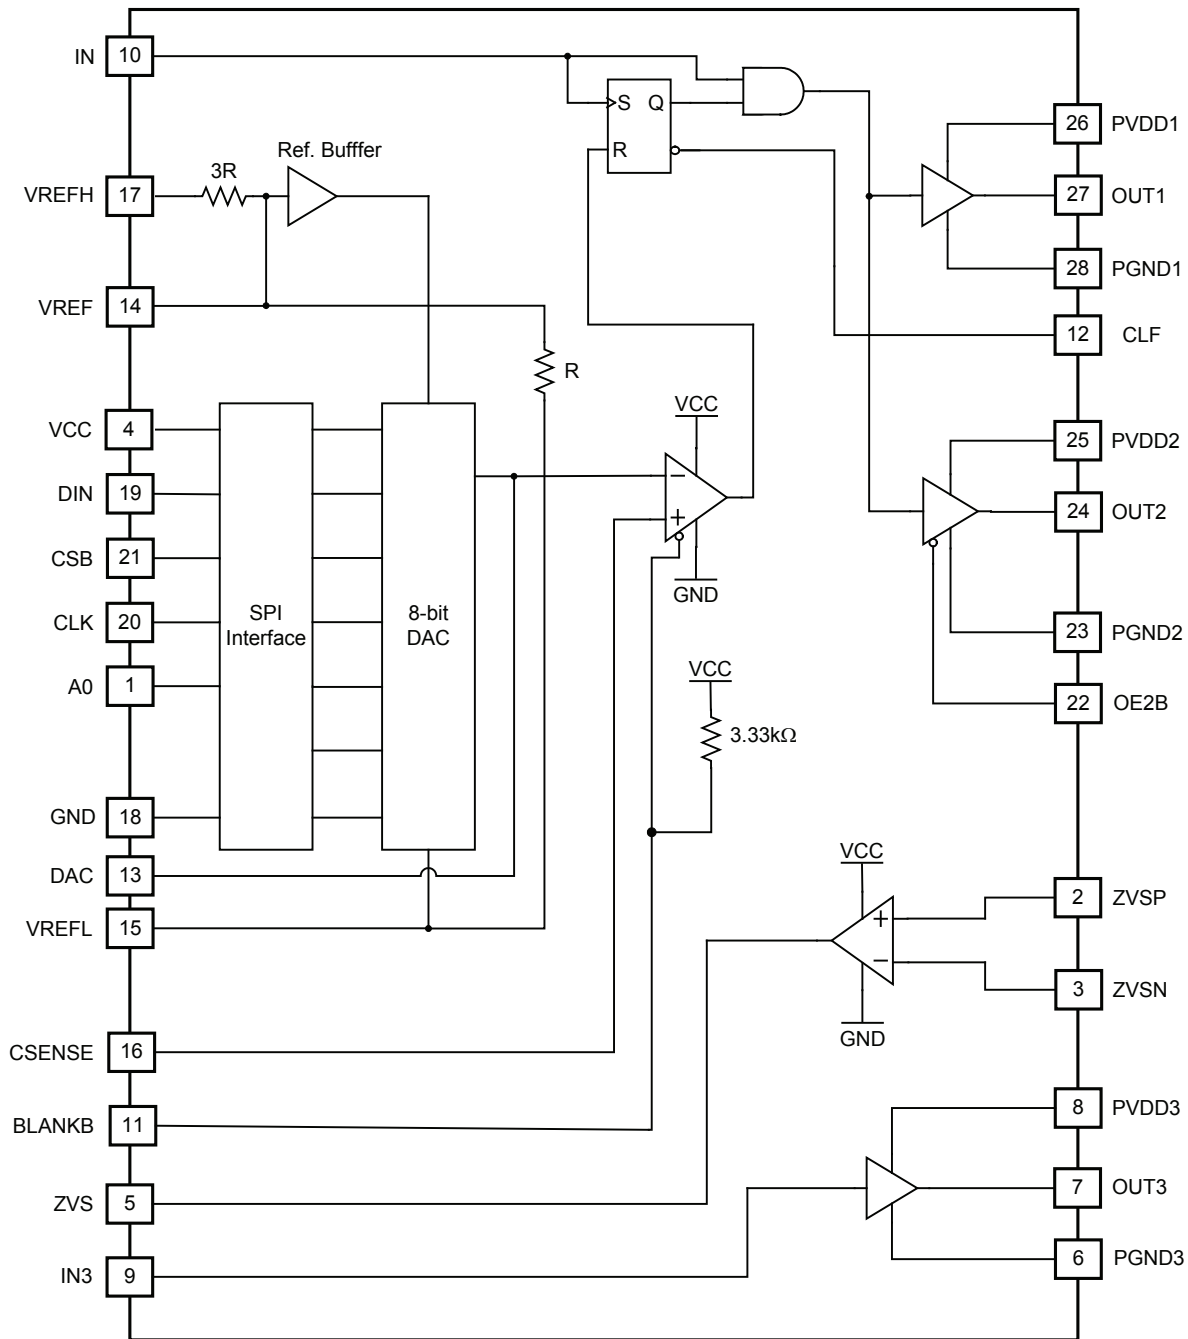 IN 10
VREFH 17
3R
Ref. Bufffer
VREF 14
R
VCC 4
DIN 19
CSB 21
CLK 20
A0 1
GND 18
DAC 13
VREFL 15
CSENSE 16
BLANKB 11
ZVS 5
IN3 9
SPI
Interface
8-bit
DAC
S Q
R
VCC
−
+
GND
VCC
3.33kΩ
VCC
+
−
GND
26 PVDD1
27 OUT1
28 PGND1
12 CLF
25 PVDD2
24 OUT2
23 PGND2
22 OE2B
2 ZVSP
3 ZVSN
8 PVDD3
7 OUT3
6 PGND3